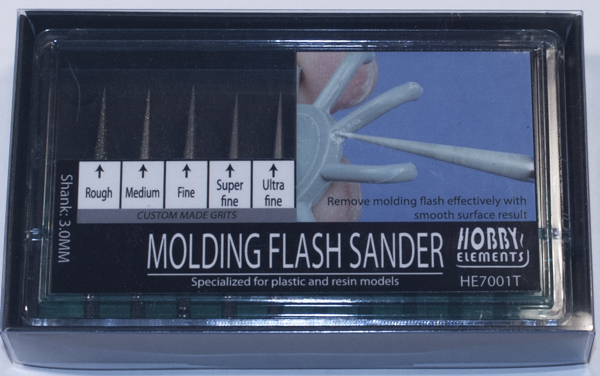 Rough
Medium
Fine
Super
fine
Ultra
fine
CUSTOM MADE GRITS
Shank: 3.0MM
Remove molding flash effectively with
smooth surface result
MOLDING FLASH SANDER
Specialized for plastic and resin models
HOBBY
ELEMENTS
HE7001T